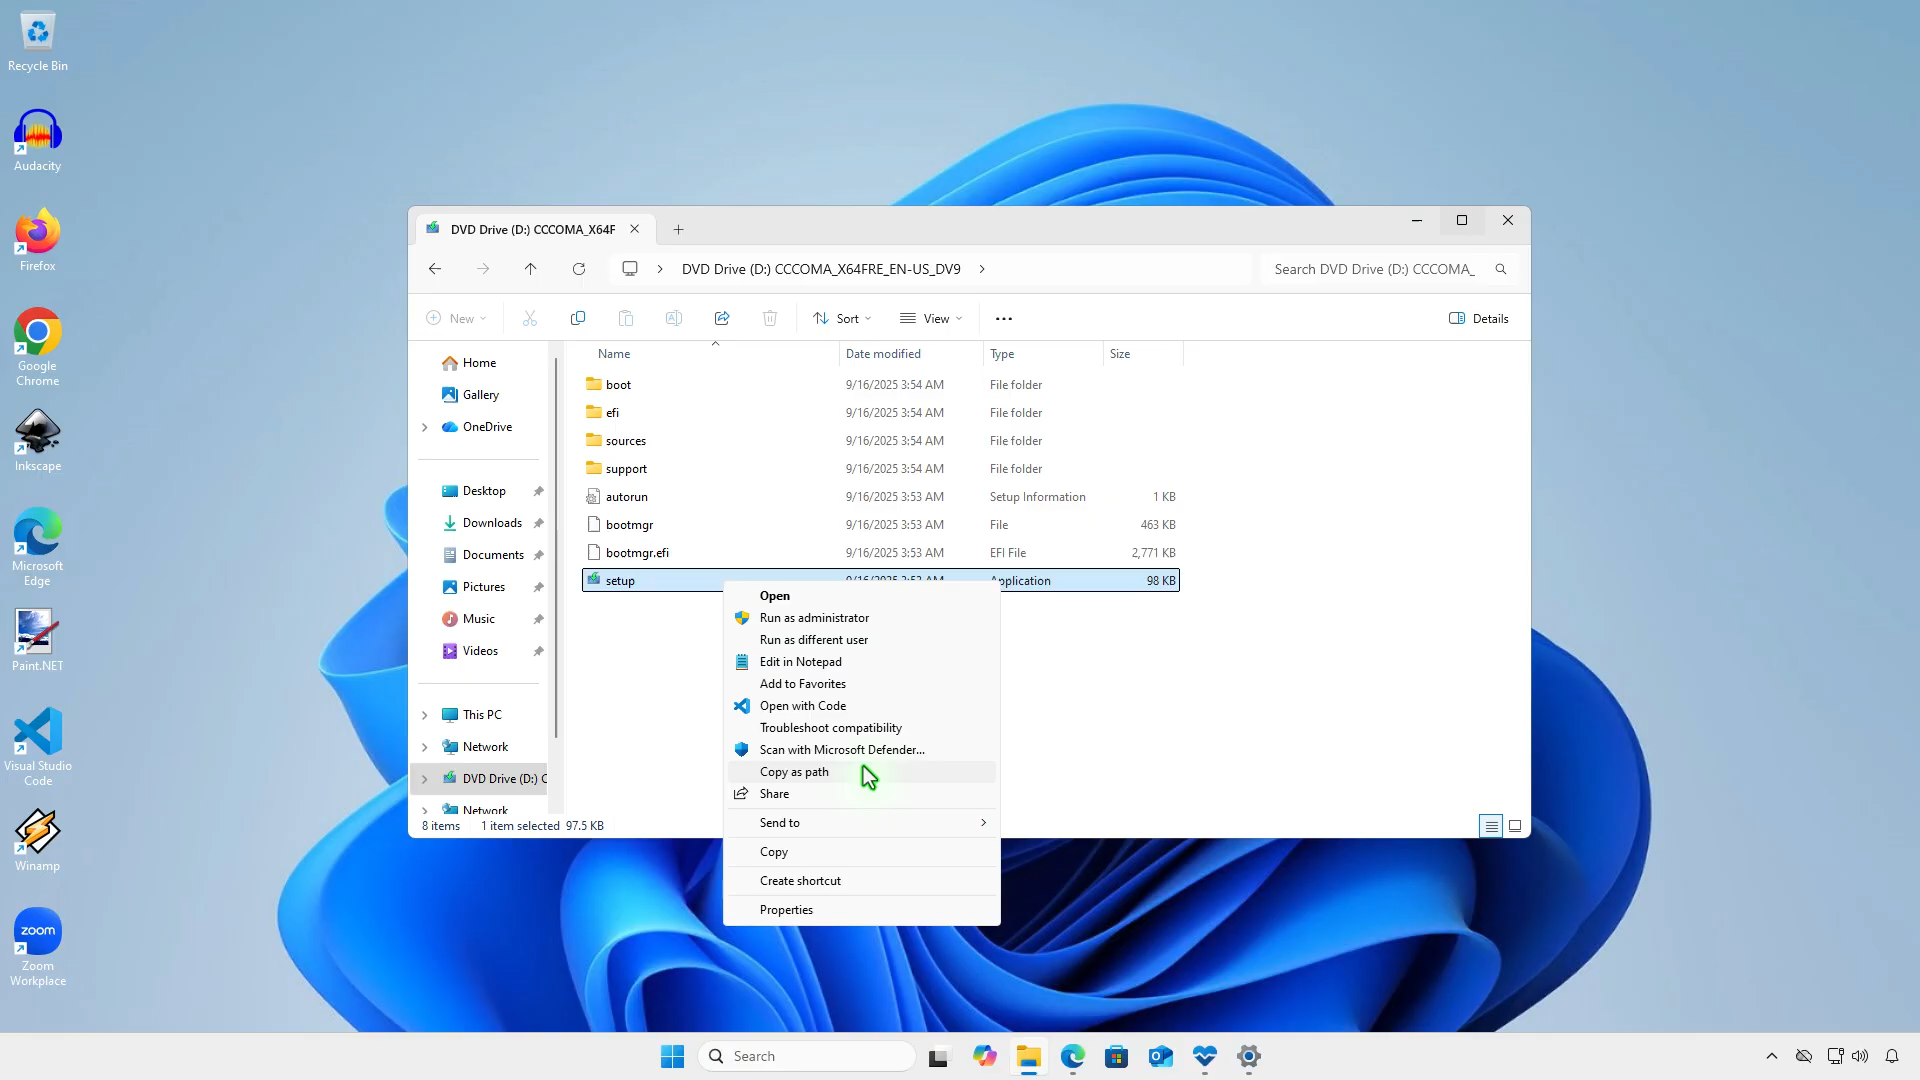 Recycle Bin
Audacity
Firefox
Google
Chrome
Inkscape
Microsoft
Edge
Paint.NET
Visual Studio
Code
Winamp
zoom
Zoom
Workplace
DVD Drive (D:) CCCOMA_X64F
DVD Drive (D:) CCCOMA_X64FRE_EN-US_DV9
Search DVD Drive (D:) CCCOMA_
New
Sort
View
Details
Home
Gallery
OneDrive
Desktop
Downloads
Documents
Pictures
Music
Videos
This PC
Network
DVD Drive (D:) C
Network
Name Date modified Type Size
boot 9/16/2025 3:54 AM File folder
efi 9/16/2025 3:54 AM File folder
sources 9/16/2025 3:54 AM File folder
support 9/16/2025 3:54 AM File folder
autorun 9/16/2025 3:53 AM Setup Information 1 KB
bootmgr 9/16/2025 3:53 AM File 463 KB
bootmgr.efi 9/16/2025 3:53 AM EFI File 2,771 KB
setup 9/16/2025 3:53 AM Application 98 KB
Open
Run as administrator
Run as different user
Edit in Notepad
Add to Favorites
Open with Code
Troubleshoot compatibility
Scan with Microsoft Defender...
Copy as path
Share
Send to
Copy
Create shortcut
Properties
8 items 1 item selected 97.5 KB
Search